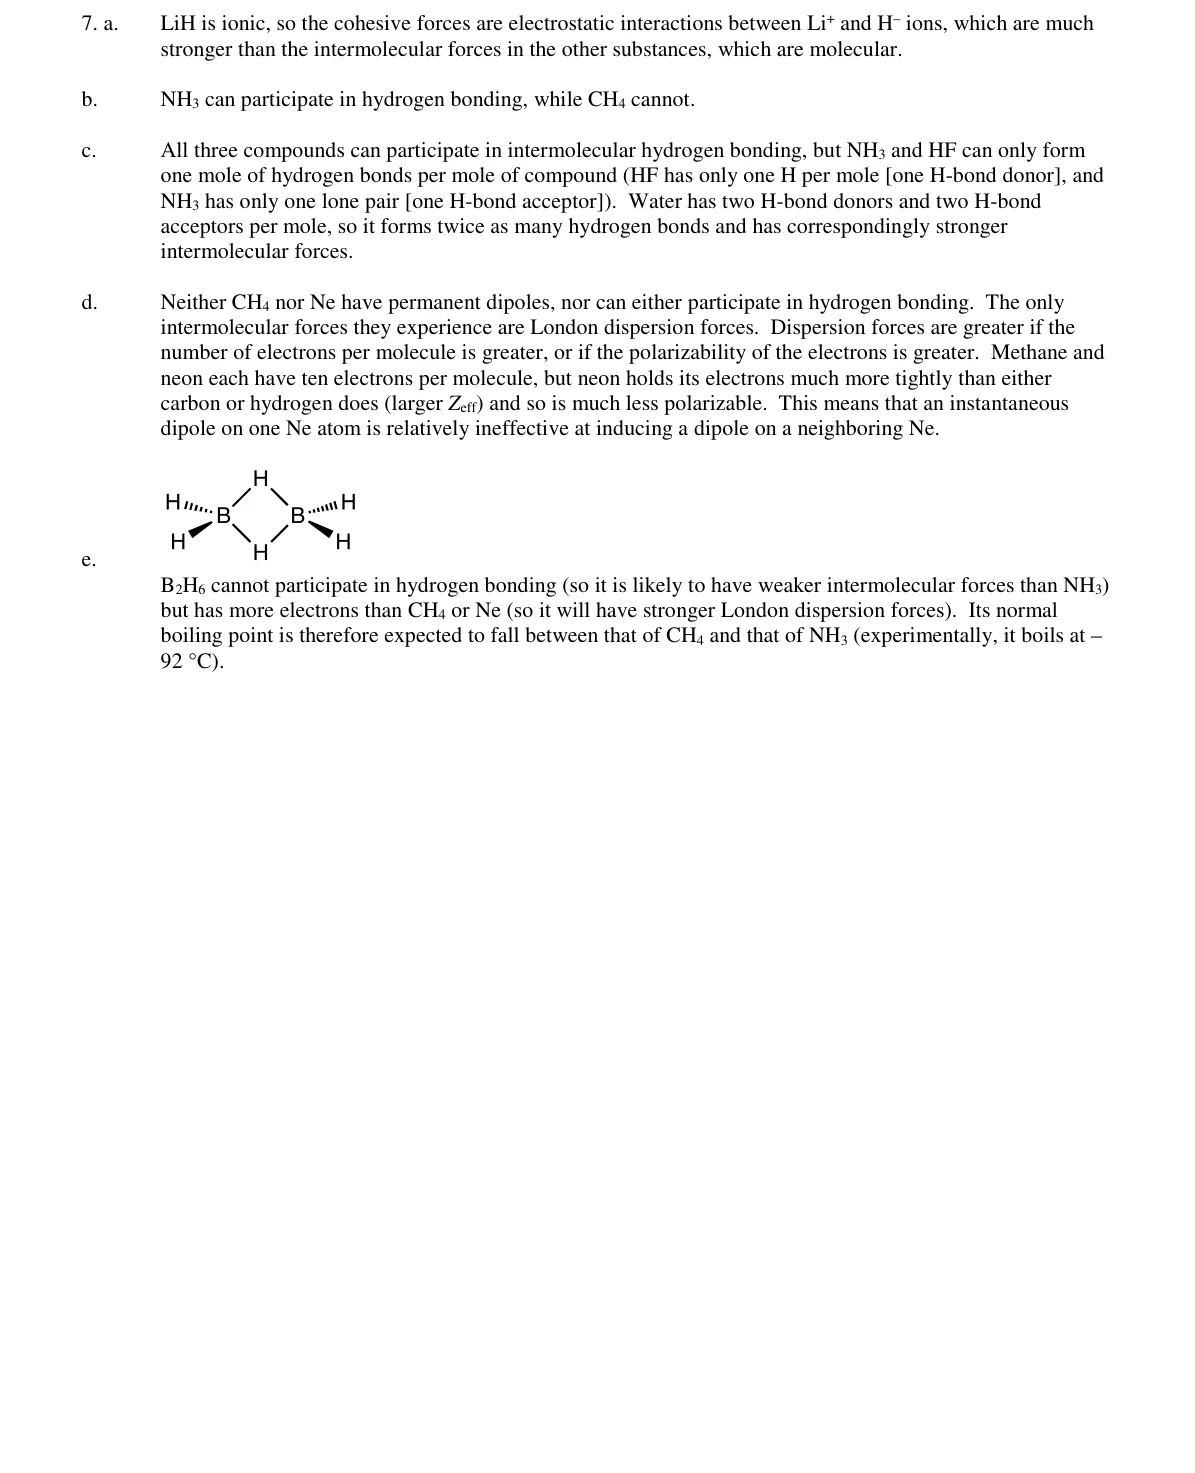 7. a. LiH is ionic, so the cohesive forces are electrostatic interactions between Li⁺ and H⁻ ions, which are much
stronger than the intermolecular forces in the other substances, which are molecular.
b. NH₃ can participate in hydrogen bonding, while CH₄ cannot.
c. All three compounds can participate in intermolecular hydrogen bonding, but NH₃ and HF can only form
one mole of hydrogen bonds per mole of compound (HF has only one H per mole [one H-bond donor], and
NH₃ has only one lone pair [one H-bond acceptor]). Water has two H-bond donors and two H-bond
acceptors per mole, so it forms twice as many hydrogen bonds and has correspondingly stronger
intermolecular forces.
d. Neither CH₄ nor Ne have permanent dipoles, nor can either participate in hydrogen bonding. The only
intermolecular forces they experience are London dispersion forces. Dispersion forces are greater if the
number of electrons per molecule is greater, or if the polarizability of the electrons is greater. Methane and
neon each have ten electrons per molecule, but neon holds its electrons much more tightly than either
carbon or hydrogen does (larger Zeff) and so is much less polarizable. This means that an instantaneous
dipole on one Ne atom is relatively ineffective at inducing a dipole on a neighboring Ne.
H
H H
B B
H H
H
e.
B₂H₆ cannot participate in hydrogen bonding (so it is likely to have weaker intermolecular forces than NH₃)
but has more electrons than CH₄ or Ne (so it will have stronger London dispersion forces). Its normal
boiling point is therefore expected to fall between that of CH₄ and that of NH₃ (experimentally, it boils at –
92 °C).